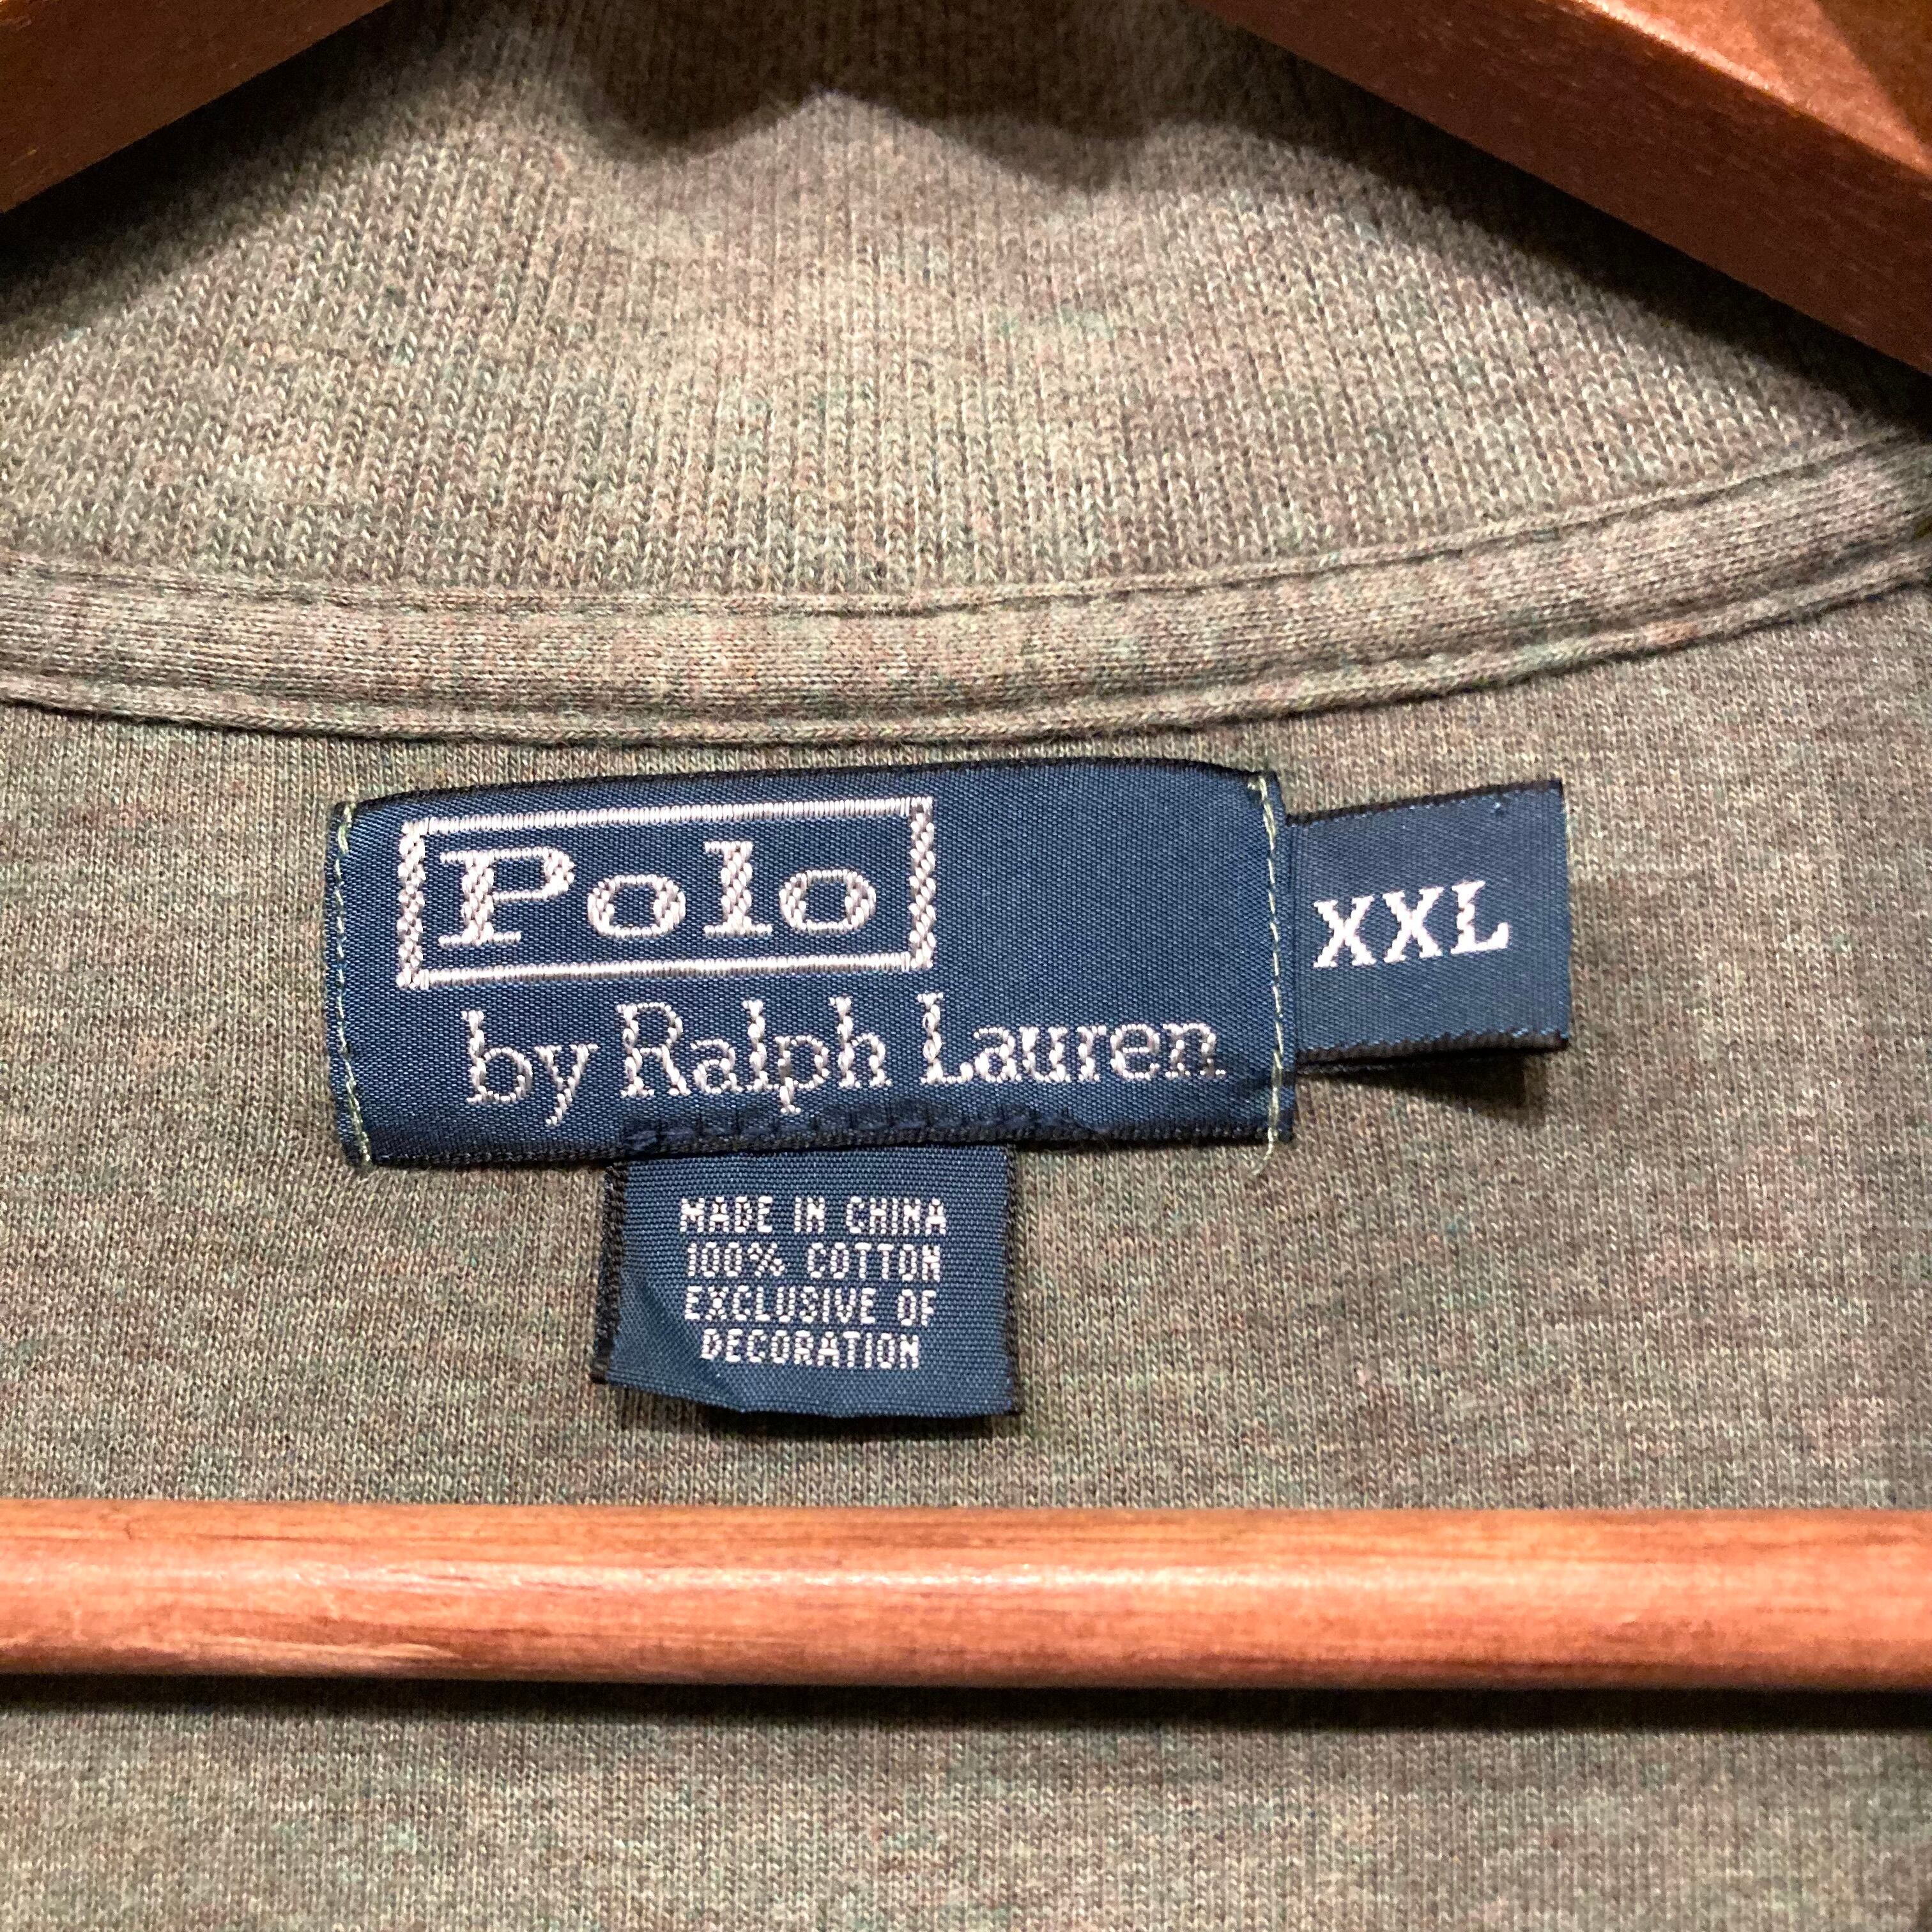 Polo
by Ralph Lauren
XXL
MADE IN CHINA
100% COTTON
EXCLUSIVE OF
DECORATION